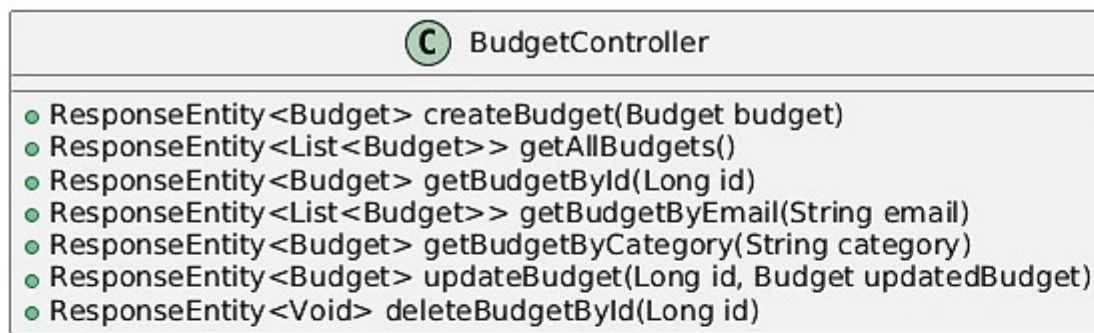 C BudgetController
ResponseEntity<Budget> createBudget(Budget budget)
ResponseEntity<List<Budget>> getAllBudgets()
ResponseEntity<Budget> getBudgetById(Long id)
ResponseEntity<List<Budget>> getBudgetByEmail(String email)
ResponseEntity<Budget> getBudgetByCategory(String category)
ResponseEntity<Budget> updateBudget(Long id, Budget updatedBudget)
ResponseEntity<Void> deleteBudgetById(Long id)